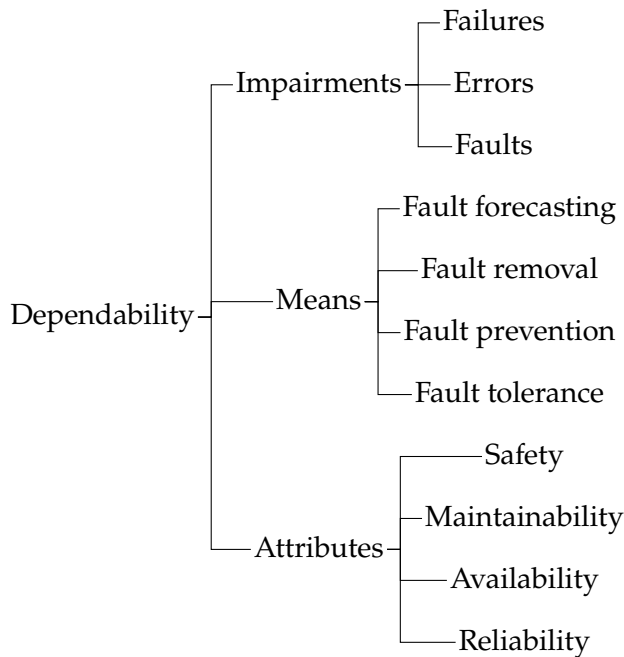 Failures
Impairments
Errors
Faults
Fault forecasting
Fault removal
Means
Dependability
Fault prevention
Fault tolerance
Safety
Maintainability
Attributes
Availability
Reliability